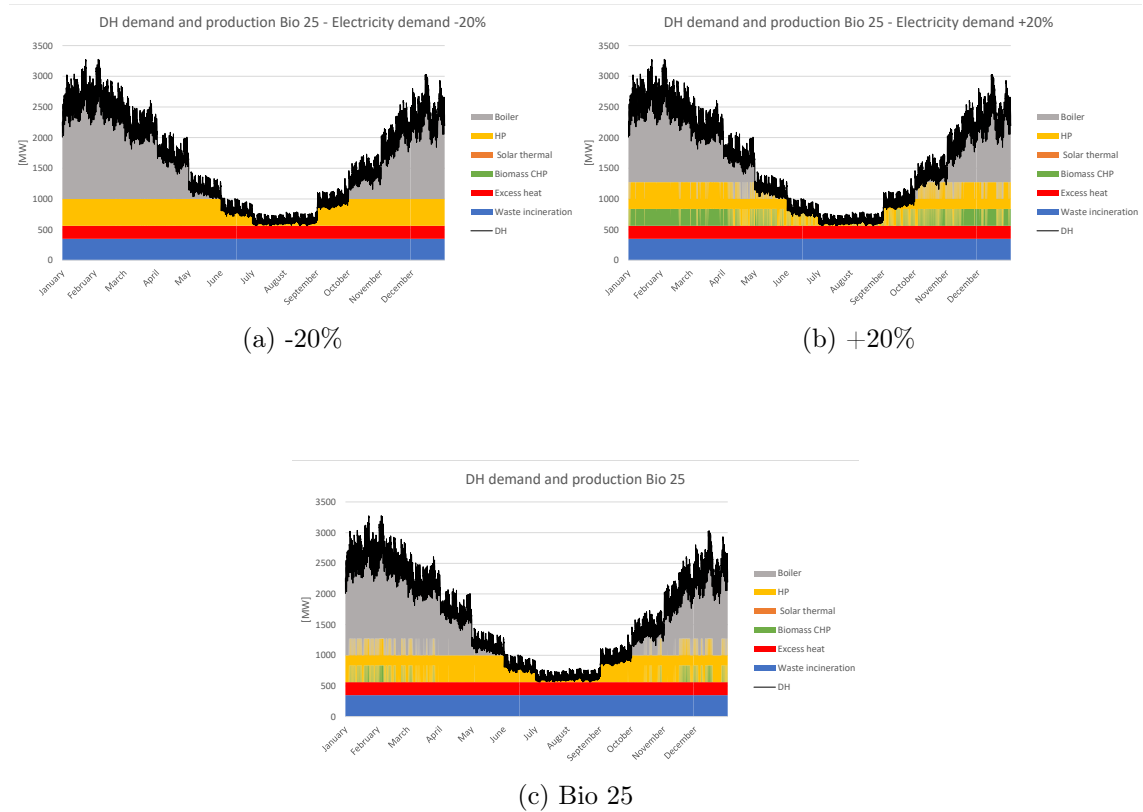 DH demand and production Bio 25 - Electricity demand -20%
3500
3000
2500
2000
1500
1000
500
0
[MW]
January
February
March
April
May
June
July
August
September
October
November
December
Boiler
HP
Solar thermal
Biomass CHP
Excess heat
Waste incineration
DH
(a) -20%
DH demand and production Bio 25 - Electricity demand +20%
3500
3000
2500
2000
1500
1000
500
0
[MW]
January
February
March
April
May
June
July
August
September
October
November
December
Boiler
HP
Solar thermal
Biomass CHP
Excess heat
Waste incineration
DH
(b) +20%
DH demand and production Bio 25
3500
3000
2500
2000
1500
1000
500
0
[MW]
January
February
March
April
May
June
July
August
September
October
November
December
Boiler
HP
Solar thermal
Biomass CHP
Excess heat
Waste incineration
DH
(c) Bio 25